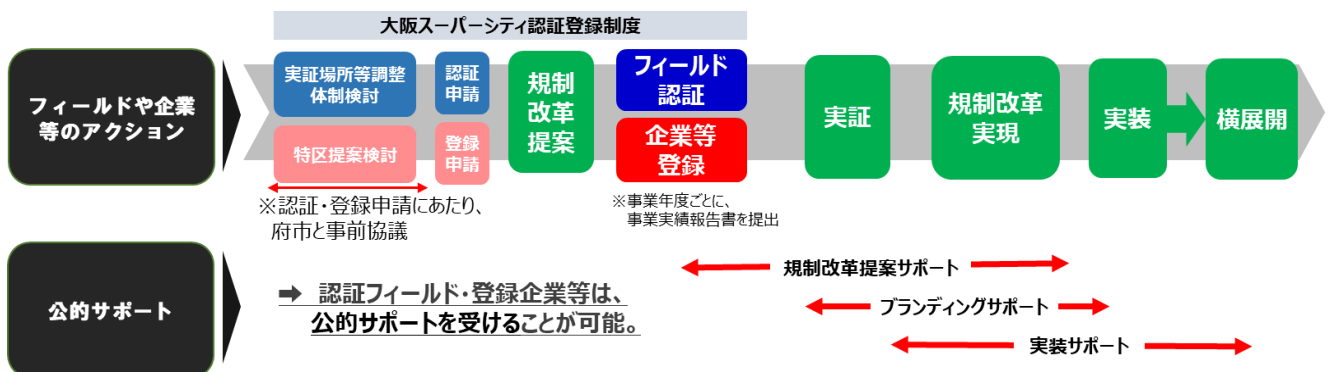 大阪スーパーシティ認証登録制度
フィールドや企業
等のアクション
実証場所等調整
体制検討
特区提案検討
認証
申請
登録
申請
規制
改革
提案
フィールド
認証
企業等
登録
実証
規制改革
実現
実装
横展開
※認証・登録申請にあたり、
府市と事前協議
※事業年度ごとに、
事業実績報告書を提出
公的サポート
➡ 認証フィールド・登録企業等は、
公的サポートを受けることが可能。
規制改革提案サポート
ブランディングサポート
実装サポート